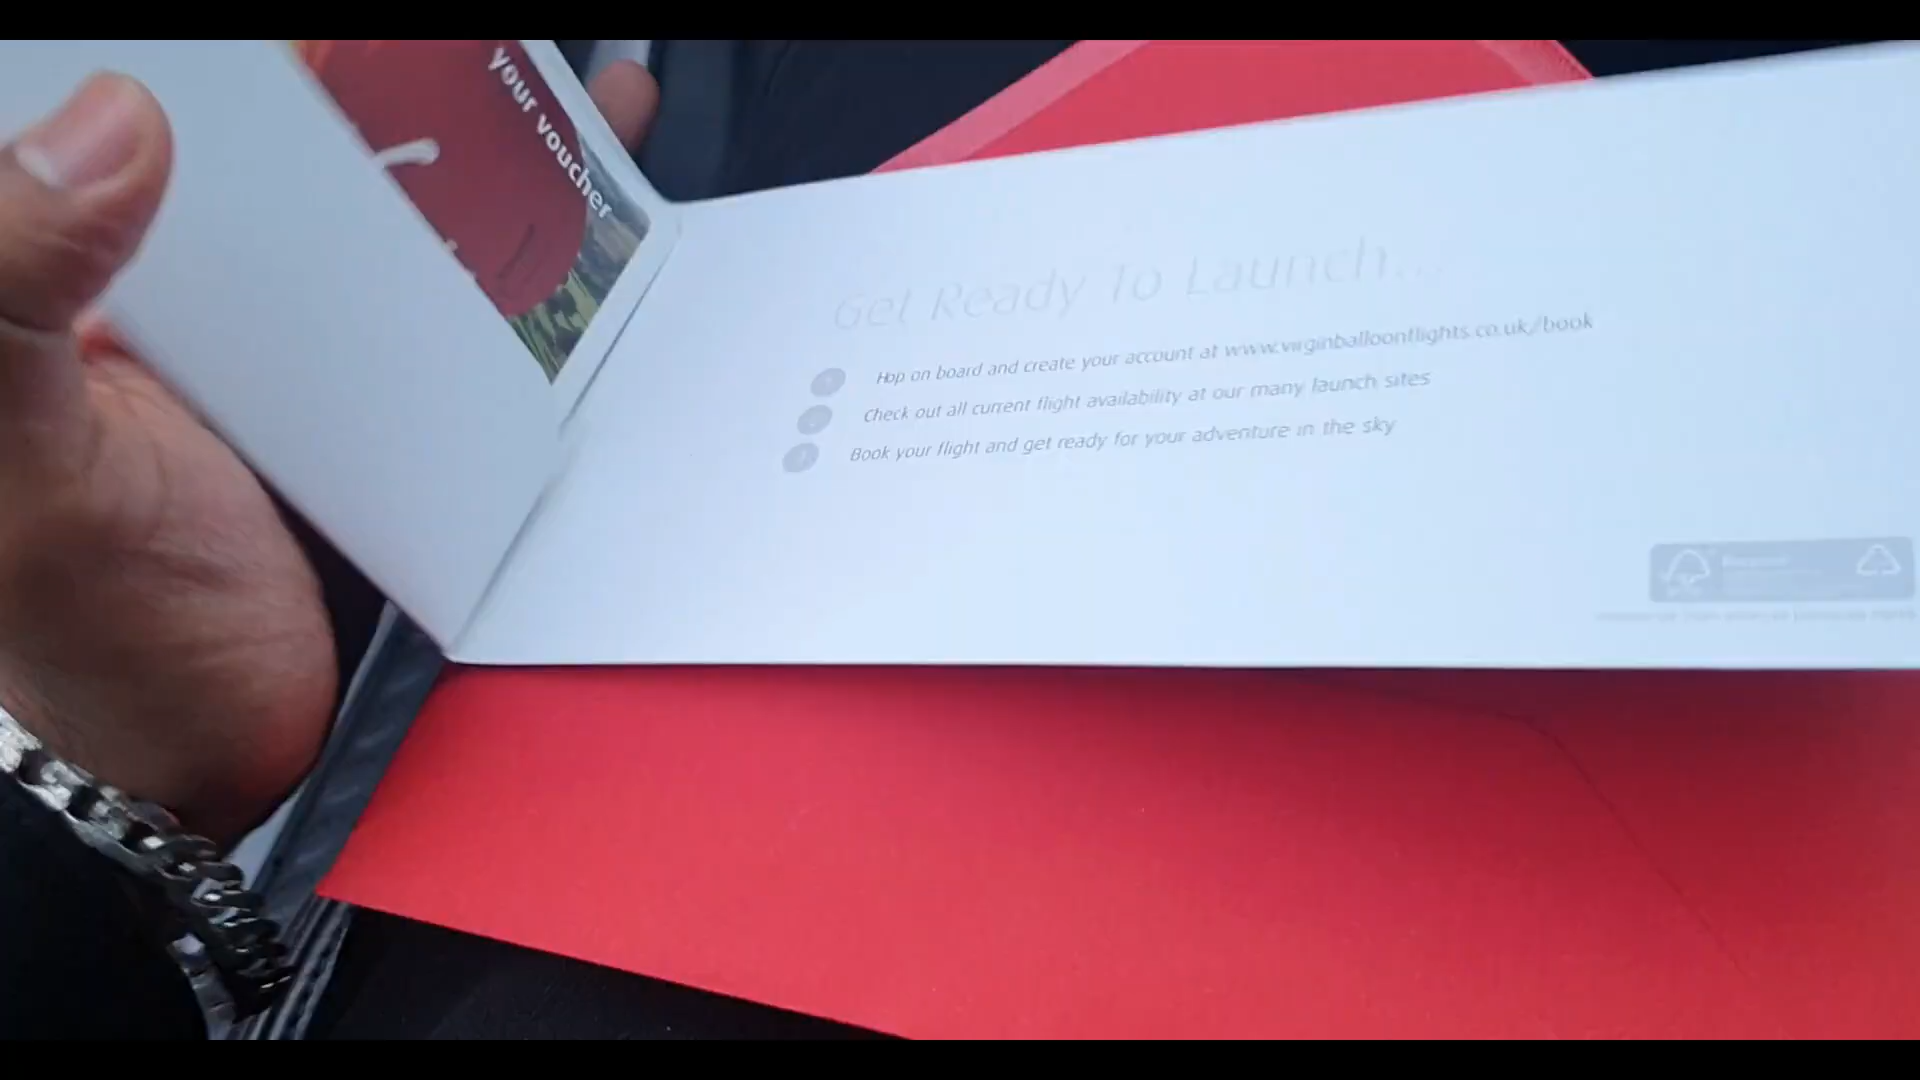 your voucher
Get Ready To Launch...
Hop on board and create your account at www.virginballoonflights.co.uk/book
Check out all current flight availability at our many launch sites
Book your flight and get ready for your adventure in the sky